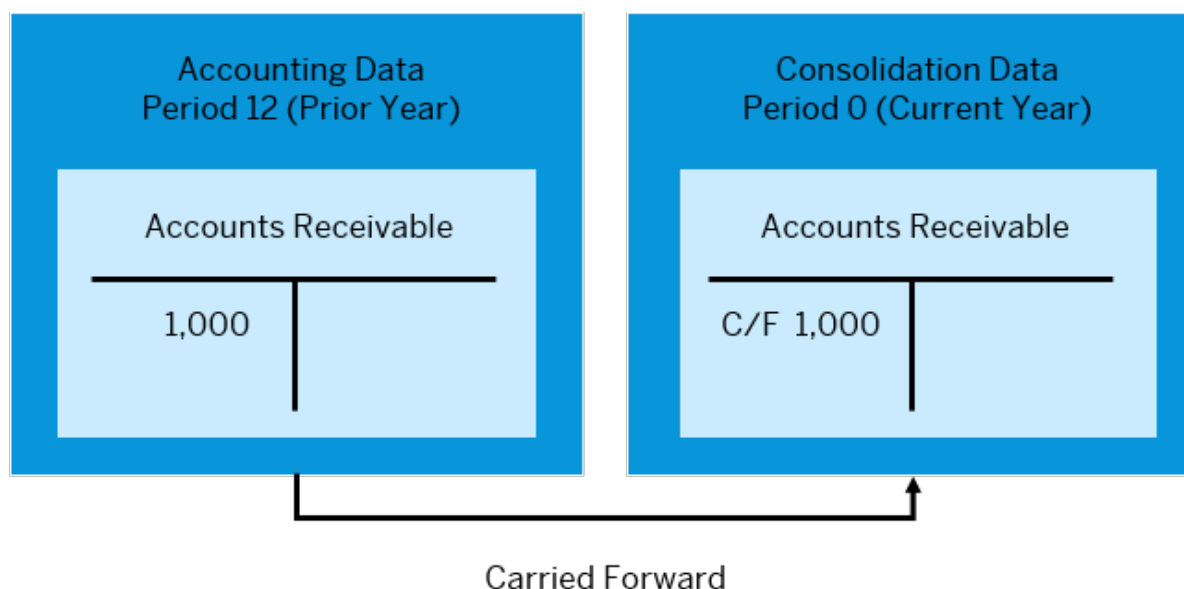 Accounting Data
Period 12 (Prior Year)
Accounts Receivable
1,000
Consolidation Data
Period 0 (Current Year)
Accounts Receivable
C/F 1,000
Carried Forward